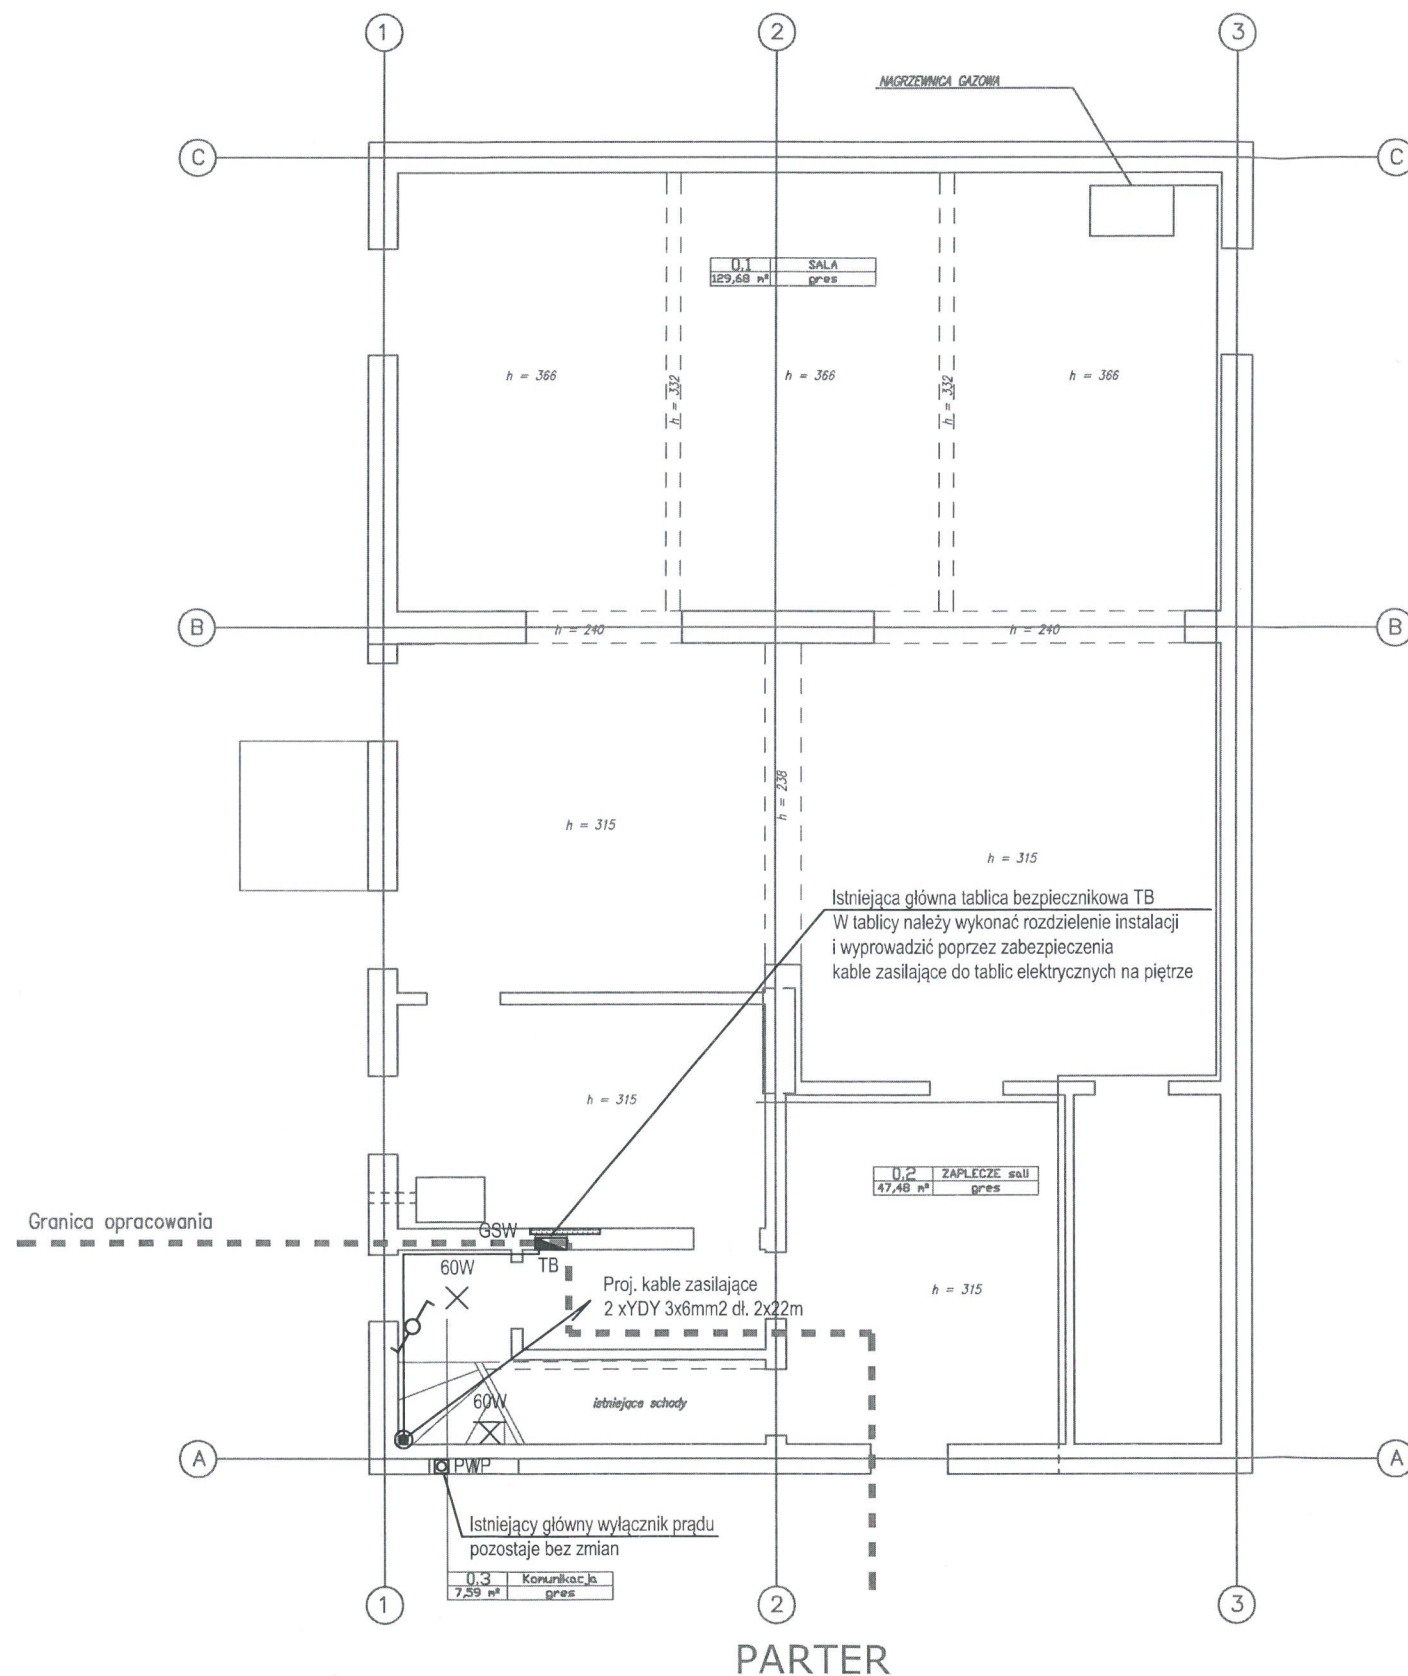 1
2
3
NAGRZEWNICA GAZOWA
C
C
0.1 SALA
129,68 m² gres
h = 366
h = 332
h = 366
h = 332
h = 366
B
h = 240
h = 240
B
h = 238
h = 315
h = 315
Istniejąca główna tablica bezpiecznikowa TB
W tablicy należy wykonać rozdzielenie instalacji
i wyprowadzić poprzez zabezpieczenia
kable zasilające do tablic elektrycznych na piętrze
h = 315
0.2 ZAPLECZE sali
47,48 m² gres
Granica opracowania
GSW
TB
60W
Proj. kable zasilające
2 xYDY 3x6mm2 dł. 2x22m
h = 315
60W
istniejące schody
A
PWP
A
Istniejący główny wyłącznik prądu
pozostaje bez zmian
0.3 Komunikacja
7,59 m² gres
1
2
3
PARTER